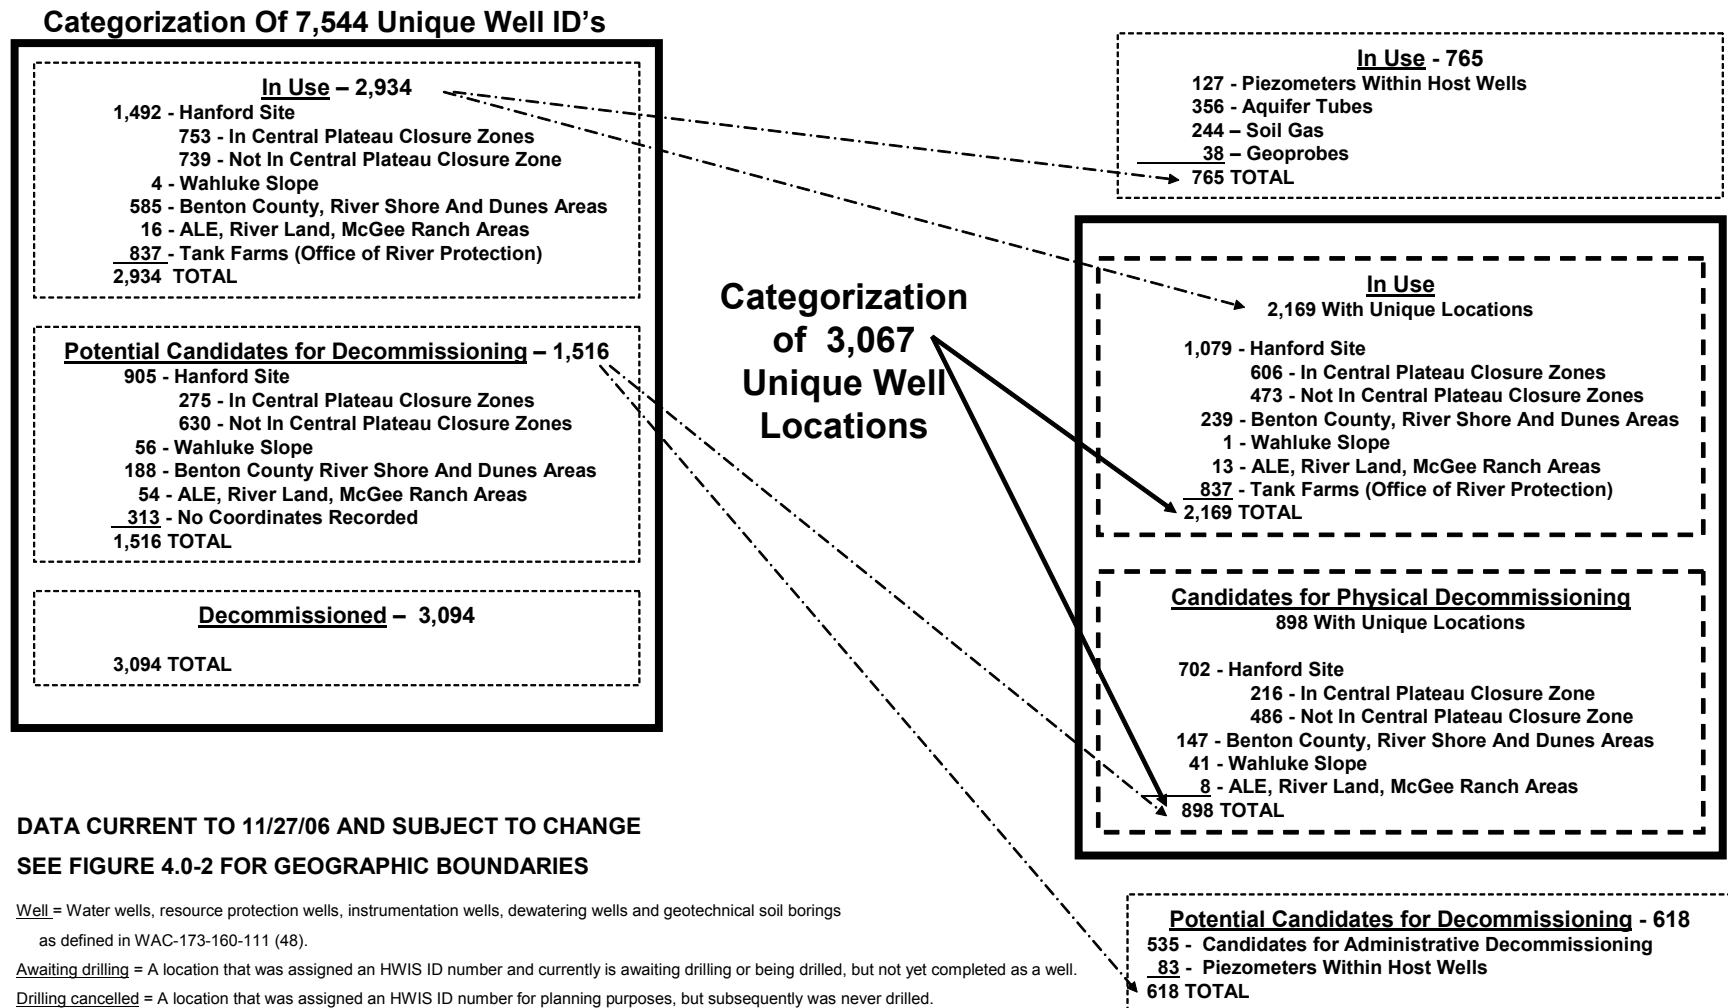 Categorization Of 7,544 Unique Well ID's
In Use – 2,934
1,492 - Hanford Site
753 - In Central Plateau Closure Zones
739 - Not In Central Plateau Closure Zone
4 - Wahluke Slope
585 - Benton County, River Shore And Dunes Areas
16 - ALE, River Land, McGee Ranch Areas
837 - Tank Farms (Office of River Protection)
2,934 TOTAL
Potential Candidates for Decommissioning – 1,516
905 - Hanford Site
275 - In Central Plateau Closure Zones
630 - Not In Central Plateau Closure Zones
56 - Wahluke Slope
188 - Benton County River Shore And Dunes Areas
54 - ALE, River Land, McGee Ranch Areas
313 - No Coordinates Recorded
1,516 TOTAL
Decommissioned – 3,094
3,094 TOTAL
Categorization
of 3,067
Unique Well
Locations
In Use - 765
127 - Piezometers Within Host Wells
356 - Aquifer Tubes
244 – Soil Gas
38 – Geoprobes
765 TOTAL
In Use
2,169 With Unique Locations
1,079 - Hanford Site
606 - In Central Plateau Closure Zones
473 - Not In Central Plateau Closure Zones
239 - Benton County, River Shore And Dunes Areas
1 - Wahluke Slope
13 - ALE, River Land, McGee Ranch Areas
837 - Tank Farms (Office of River Protection)
2,169 TOTAL
Candidates for Physical Decommissioning
898 With Unique Locations
702 - Hanford Site
216 - In Central Plateau Closure Zone
486 - Not In Central Plateau Closure Zone
147 - Benton County, River Shore And Dunes Areas
41 - Wahluke Slope
8 - ALE, River Land, McGee Ranch Areas
898 TOTAL
Potential Candidates for Decommissioning - 618
535 - Candidates for Administrative Decommissioning
83 - Piezometers Within Host Wells
618 TOTAL
DATA CURRENT TO 11/27/06 AND SUBJECT TO CHANGE
SEE FIGURE 4.0-2 FOR GEOGRAPHIC BOUNDARIES
Well = Water wells, resource protection wells, instrumentation wells, dewatering wells and geotechnical soil borings
as defined in WAC-173-160-111 (48).
Awaiting drilling = A location that was assigned an HWIS ID number and currently is awaiting drilling or being drilled, but not yet completed as a well.
Drilling cancelled = A location that was assigned an HWIS ID number for planning purposes, but subsequently was never drilled.